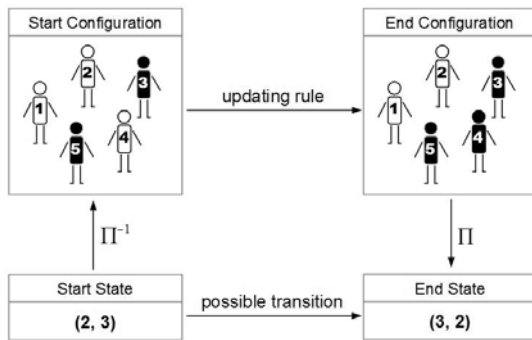 Start Configuration
End Configuration
2
3
1
4
5
updating rule
2
3
1
4
5
Π⁻¹
Π
Start State
(2, 3)
possible transition
End State
(3, 2)